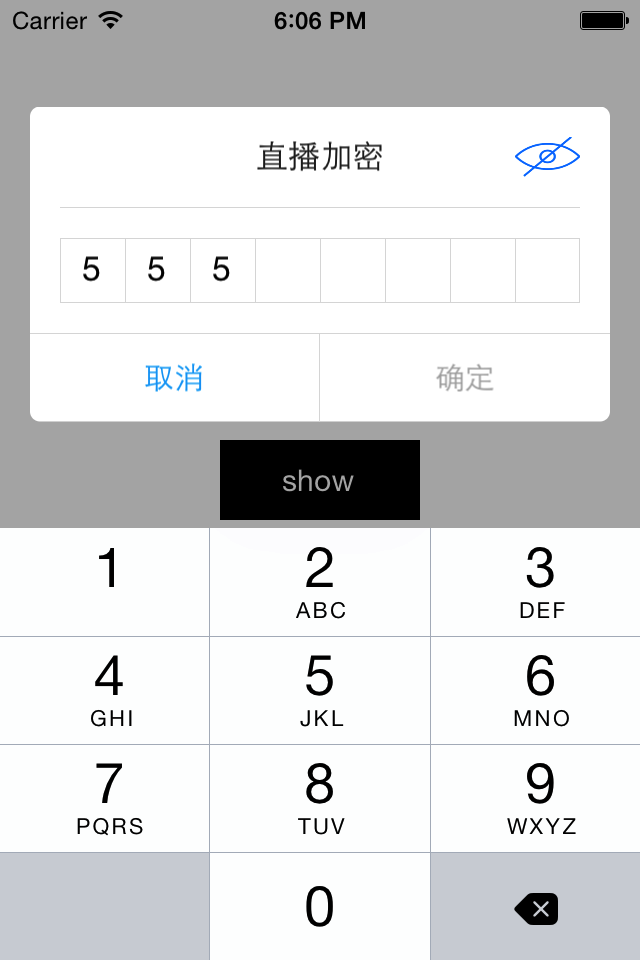 Carrier 6:06 PM
直播加密
5 5 5
取消 确定
show
1 2 3
ABC DEF
4 5 6
GHI JKL MNO
7 8 9
PQRS TUV WXYZ
0